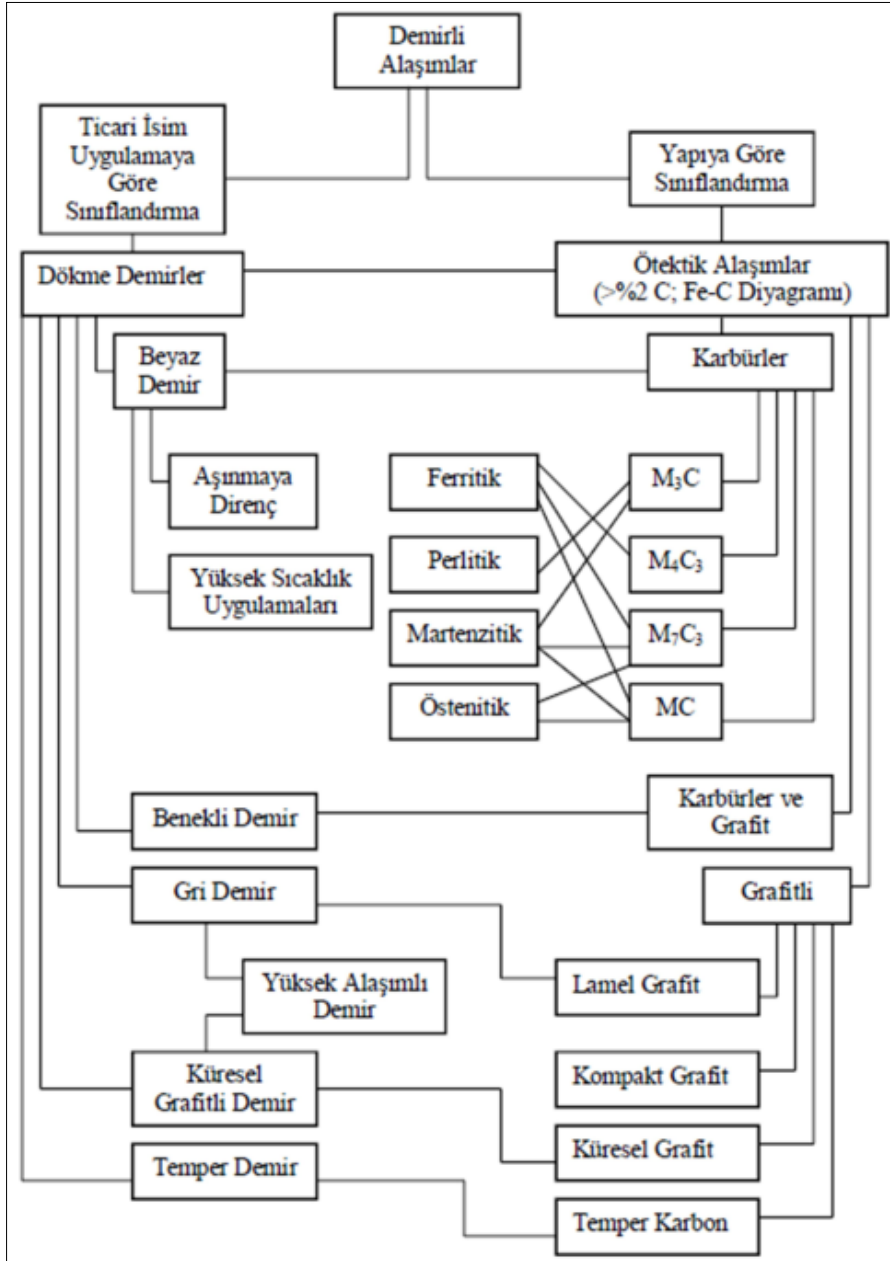 Demirli
Alaşımlar
Ticari İsim
Uygulamaya
Göre
Sınıflandırma
Yapıya Göre
Sınıflandırma
Dökme Demirler
Ötektik Alaşımlar
(>%2 C; Fe-C Diyagramı)
Beyaz
Demir
Karbürler
Aşınmaya
Direnç
Ferritik
M₃C
Yüksek Sıcaklık
Uygulamaları
Perlitik
M₄C₃
Martenzitik
M₇C₃
Östenitik
MC
Benekli Demir
Karbürler ve
Grafit
Gri Demir
Grafitli
Yüksek Alaşımlı
Demir
Lamel Grafit
Küresel
Grafitli Demir
Kompakt Grafit
Küresel Grafit
Temper Demir
Temper Karbon